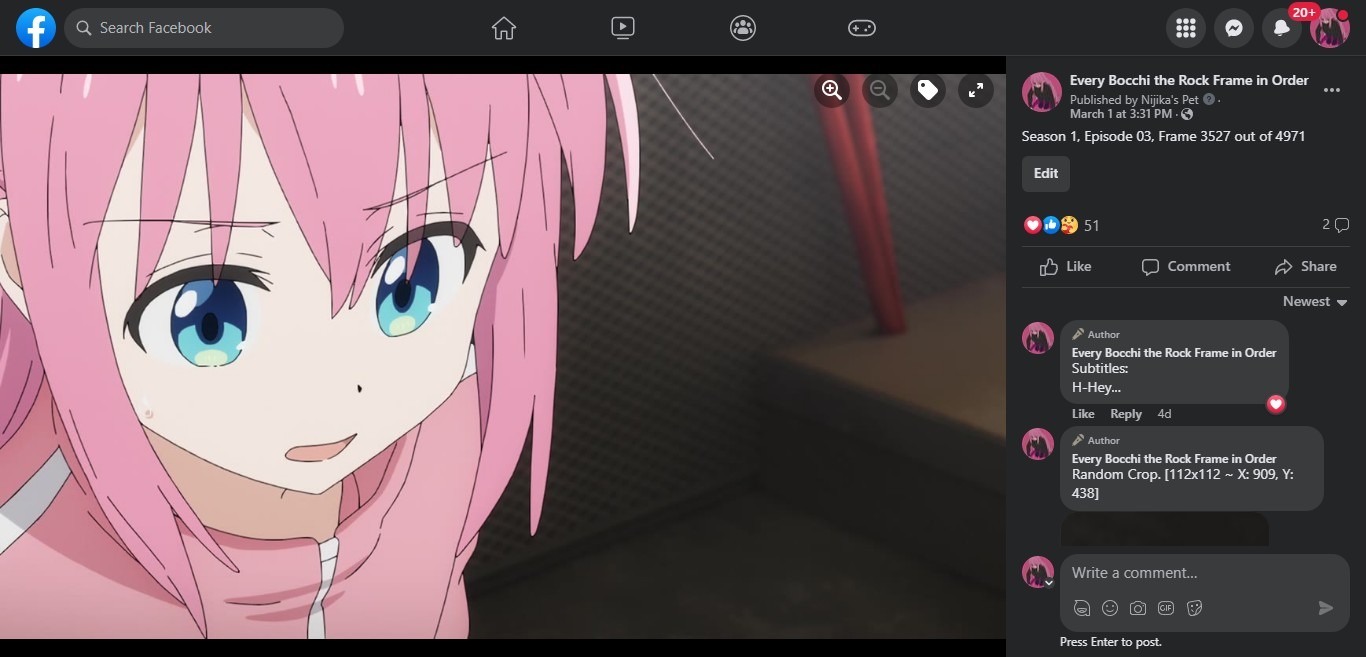 Search Facebook
20+
Every Bocchi the Rock Frame in Order
Published by Nijika's Pet ·
March 1 at 3:31 PM ·
Season 1, Episode 03, Frame 3527 out of 4971
Edit
51
2
Like
Comment
Share
Newest
Author
Every Bocchi the Rock Frame in Order
Subtitles:
H-Hey...
Like Reply 4d
Author
Every Bocchi the Rock Frame in Order
Random Crop. [112x112 ~ X: 909, Y:
438]
Write a comment...
GIF
Press Enter to post.